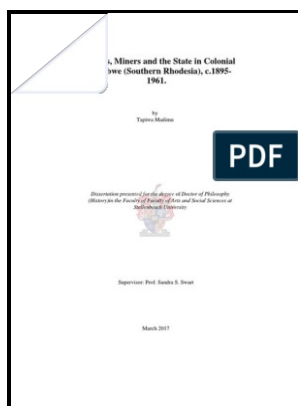 s, Miners and the State in Colonial
bwe (Southern Rhodesia), c.1895-
1961.
by
Tapiwa Madimu
PDF
Dissertation presented for the degree of Doctor of Philosophy
(History)in the Faculty of Faculty of Arts and Social Sciences at
Stellenbosch University
Supervisor: Prof. Sandra S. Swart
March 2017